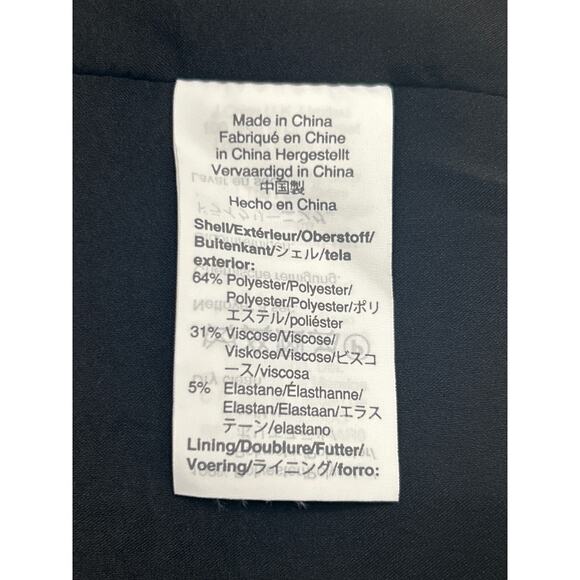 Made in China
Fabriqué en Chine
in China Hergestellt
Vervaardigd in China
中国製
Hecho en China
Shell/Extérieur/Oberstoff/
Buitenkant/シェル/tela
exterior:
64% Polyester/Polyester/
Polyester/Polyester/ポリ
エステル/poliéster
31% Viscose/Viscose/
Viskose/Viscose/ビスコ
ース/viscosa
5% Elastane/Élasthanne/
Elastan/Elastaan/エラス
テーン/elastano
Lining/Doublure/Futter/
Voering/ライニング/forro: